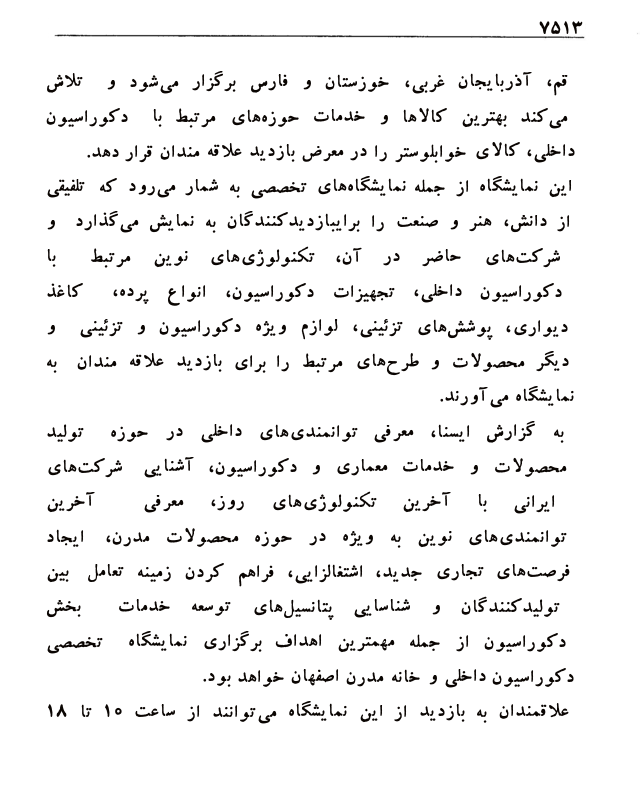 ۷۵۱۳
قم، آذربایجان غربی، خوزستان و فارس برگزار می‌شود و تلاش
می‌کند بهترین کالاها و خدمات حوزه‌های مرتبط با دکوراسیون
داخلی، کالای خوابلوستر را در معرض بازدید علاقه مندان قرار دهد.
این نمایشگاه از جمله نمایشگاه‌های تخصصی به شمار می‌رود که تلفیقی
از دانش، هنر و صنعت را برایبازدیدکنندگان به نمایش می‌گذارد و
شرکت‌های حاضر در آن، تکنولوژی‌های نوین مرتبط با
دکوراسیون داخلی، تجهیزات دکوراسیون، انواع پرده، کاغذ
دیواری، پوشش‌های تزئینی، لوازم ویژه دکوراسیون و تزئینی و
دیگر محصولات و طرح‌های مرتبط را برای بازدید علاقه مندان به
نمایشگاه می‌آورند.
به گزارش ایسنا، معرفی توانمندی‌های داخلی در حوزه تولید
محصولات و خدمات معماری و دکوراسیون، آشنایی شرکت‌های
ایرانی با آخرین تکنولوژی‌های روز، معرفی آخرین
توانمندی‌های نوین به ویژه در حوزه محصولات مدرن، ایجاد
فرصت‌های تجاری جدید، اشتغالزایی، فراهم کردن زمینه تعامل بین
تولیدکنندگان و شناسایی پتانسیل‌های توسعه خدمات بخش
دکوراسیون از جمله مهمترین اهداف برگزاری نمایشگاه تخصصی
دکوراسیون داخلی و خانه مدرن اصفهان خواهد بود.
علاقمندان به بازدید از این نمایشگاه می‌توانند از ساعت ۱۰ تا ۱۸